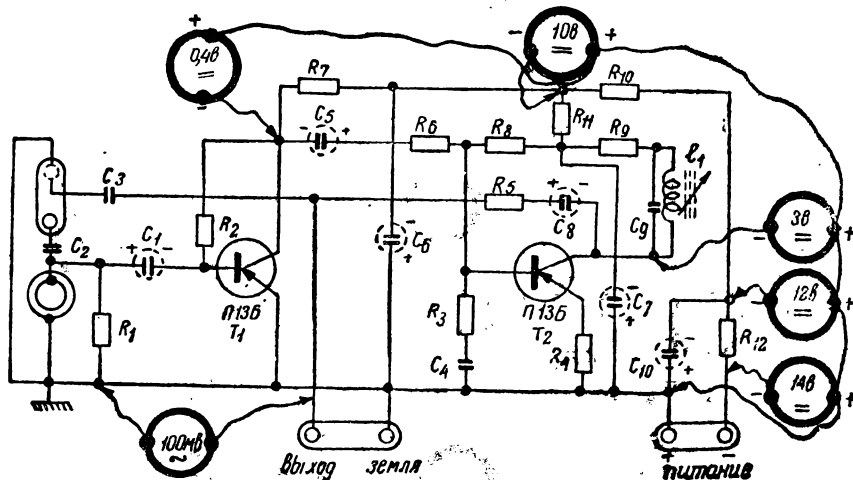 +
0,4в
-
-
10в
+
R7
R10
C5
- +
R6
R8
R11
R9
ℓ1
C3
R2
R5
+ -
C8
C9
3в
- +
C2
C1
+ -
C6
- +
R1
П13Б
T1
R3
C4
П13Б
T2
R4
C7
- +
C10
- +
R12
12в
- +
14в
- +
100мв
~
выход
земля
+ -
питание